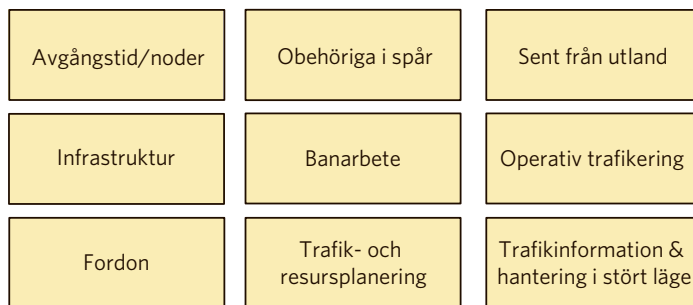 Avgångstid/noder
Obehöriga i spår
Sent från utland
Infrastruktur
Banarbete
Operativ trafikering
Fordon
Trafik- och
resursplanering
Trafikinformation &
hantering i stört läge